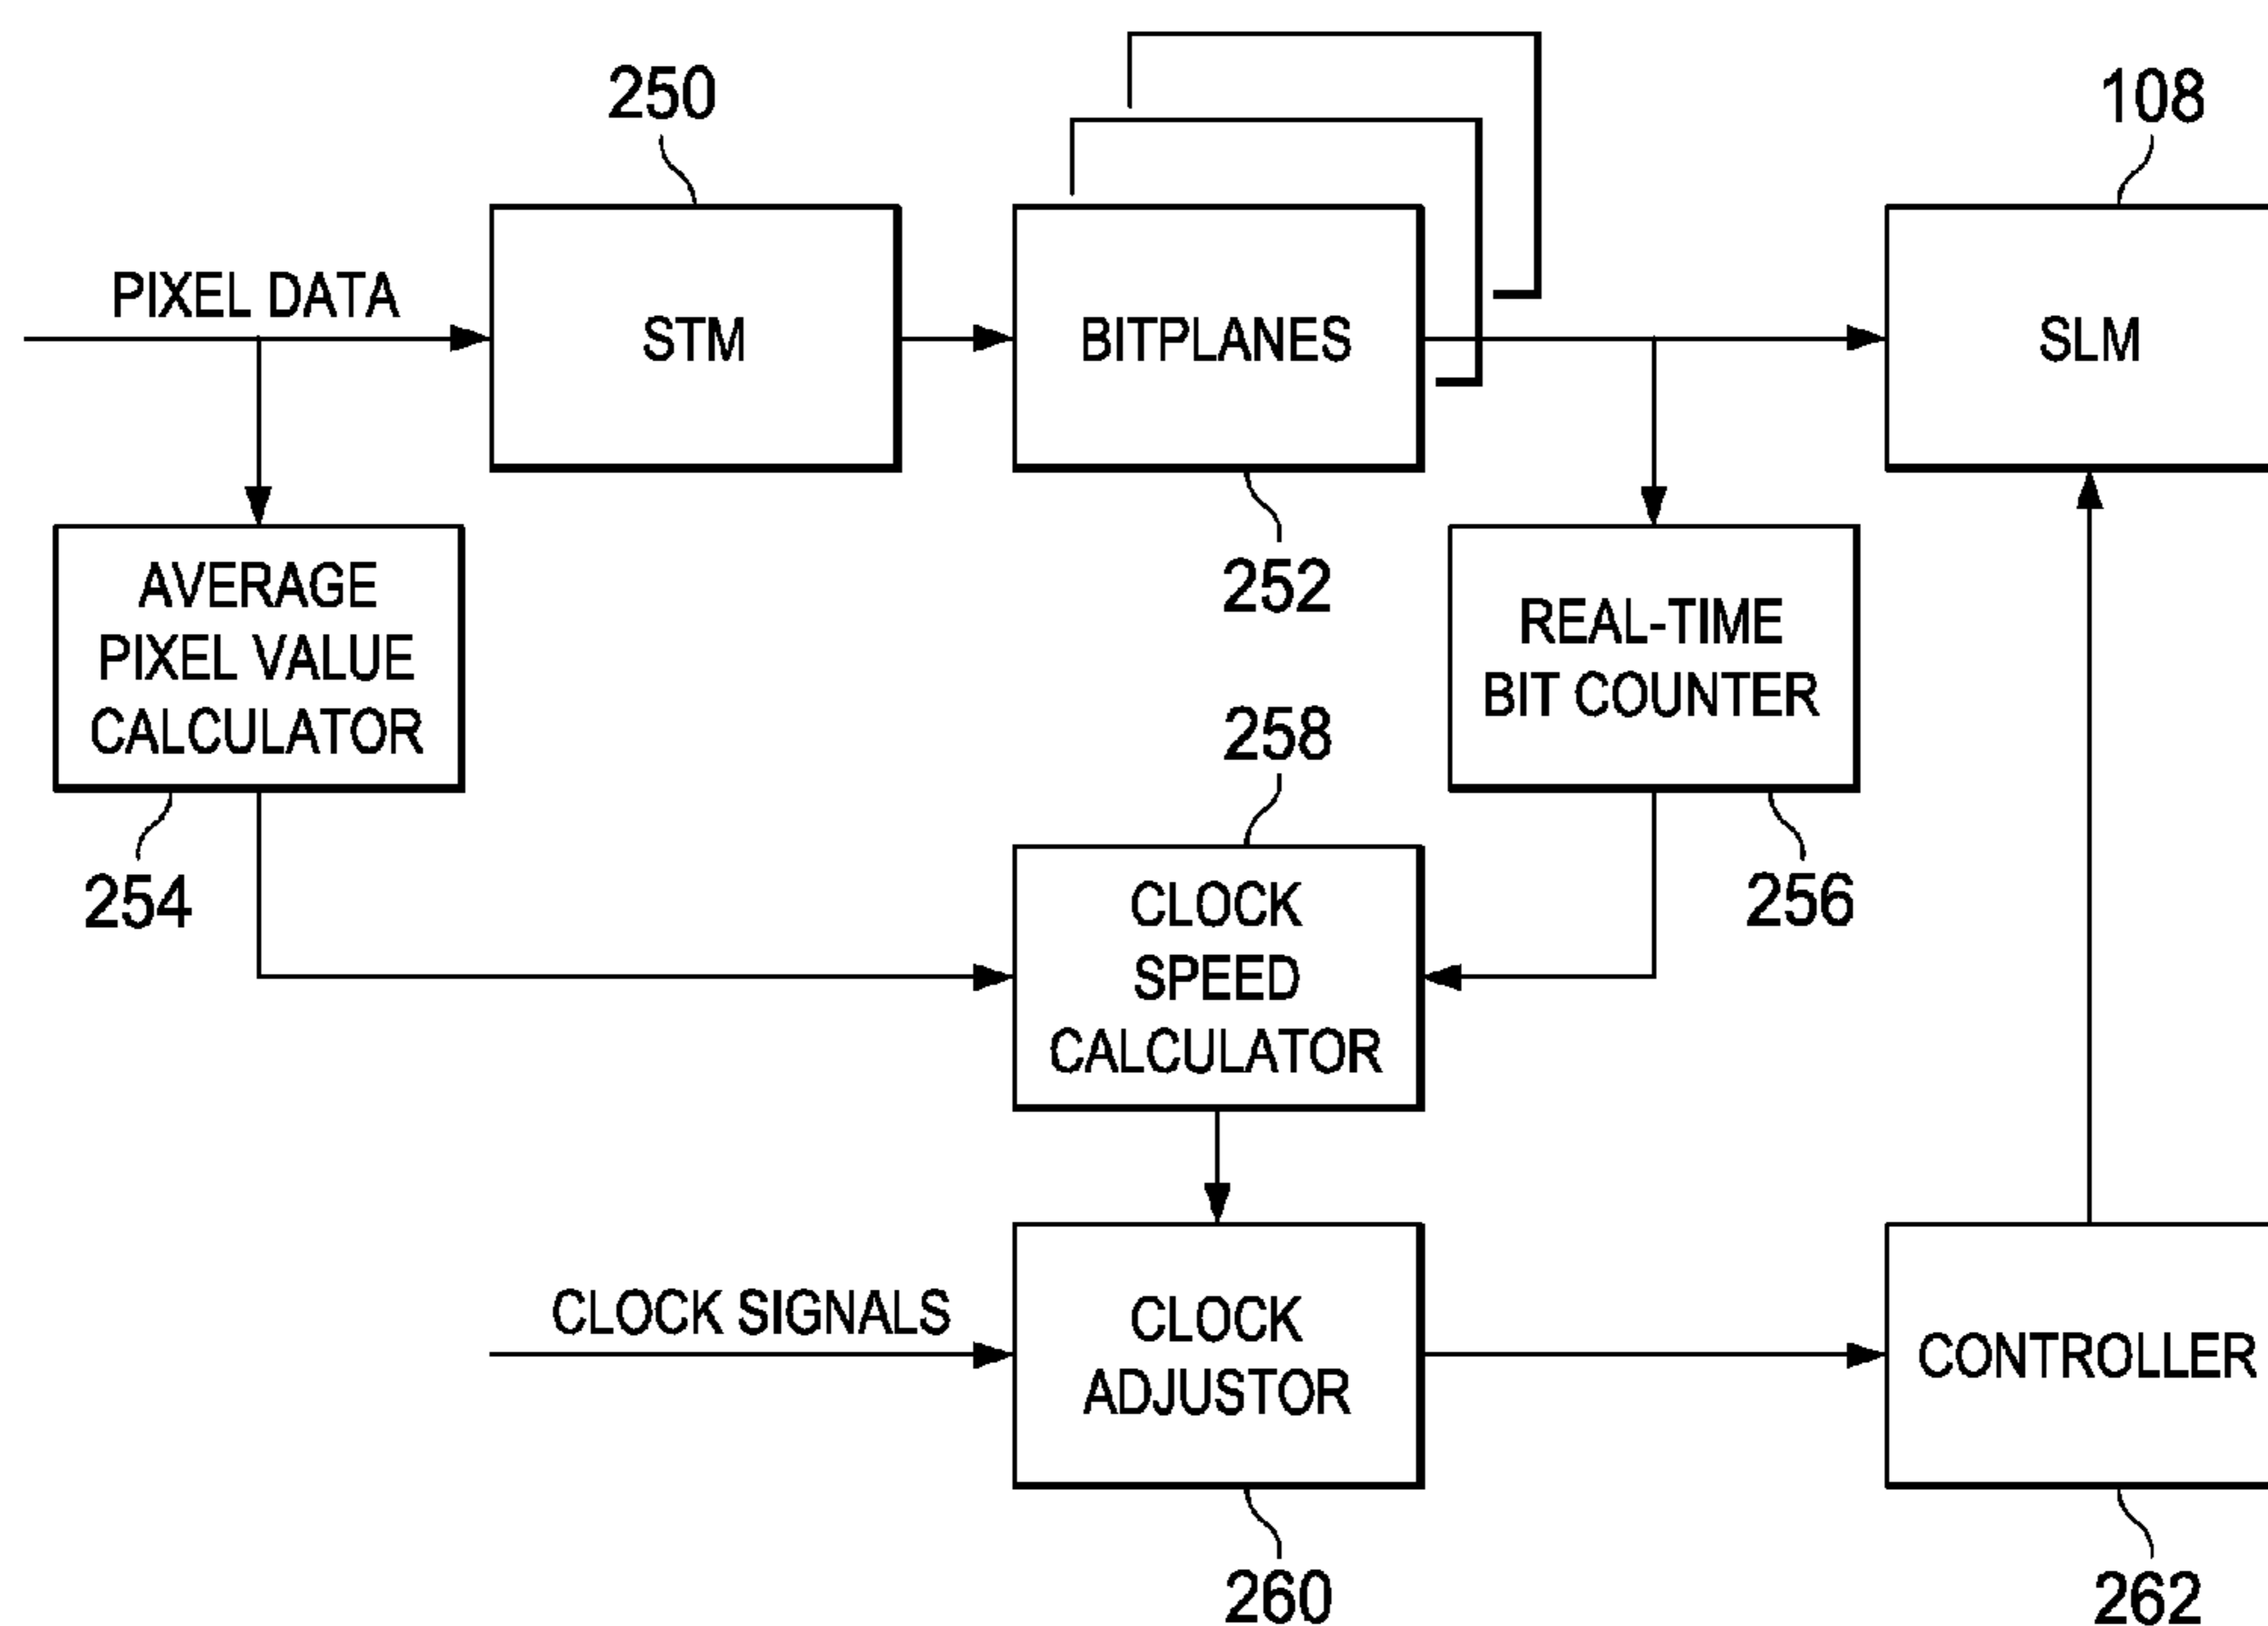 250
108
PIXEL DATA
STM
BITPLANES
SLM
252
AVERAGE
PIXEL VALUE
CALCULATOR
REAL-TIME
BIT COUNTER
258
254
256
CLOCK
SPEED
CALCULATOR
CLOCK SIGNALS
CLOCK
ADJUSTOR
CONTROLLER
260
262